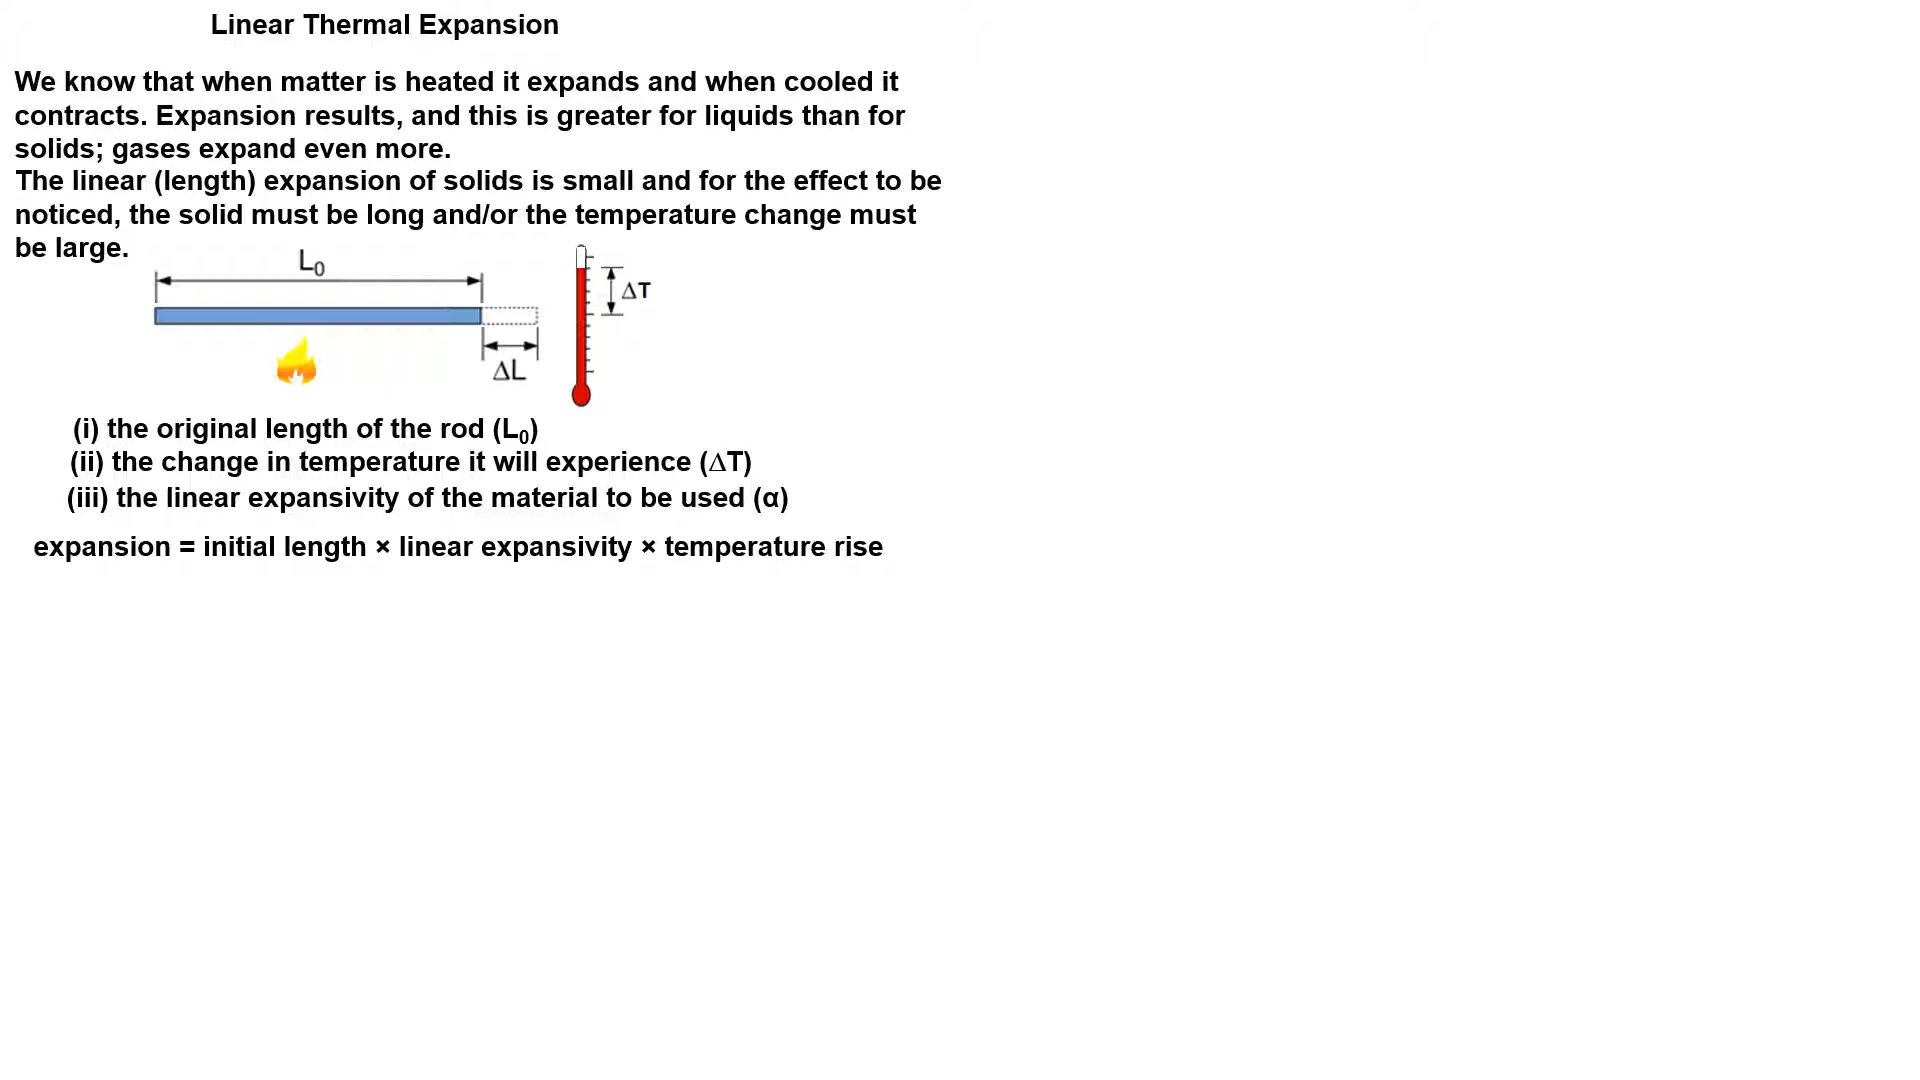 Linear Thermal Expansion
We know that when matter is heated it expands and when cooled it
contracts. Expansion results, and this is greater for liquids than for
solids; gases expand even more.
The linear (length) expansion of solids is small and for the effect to be
noticed, the solid must be long and/or the temperature change must
be large.
L₀
ΔT
ΔL
(i) the original length of the rod (L₀)
(ii) the change in temperature it will experience (ΔT)
(iii) the linear expansivity of the material to be used (α)
expansion = initial length × linear expansivity × temperature rise